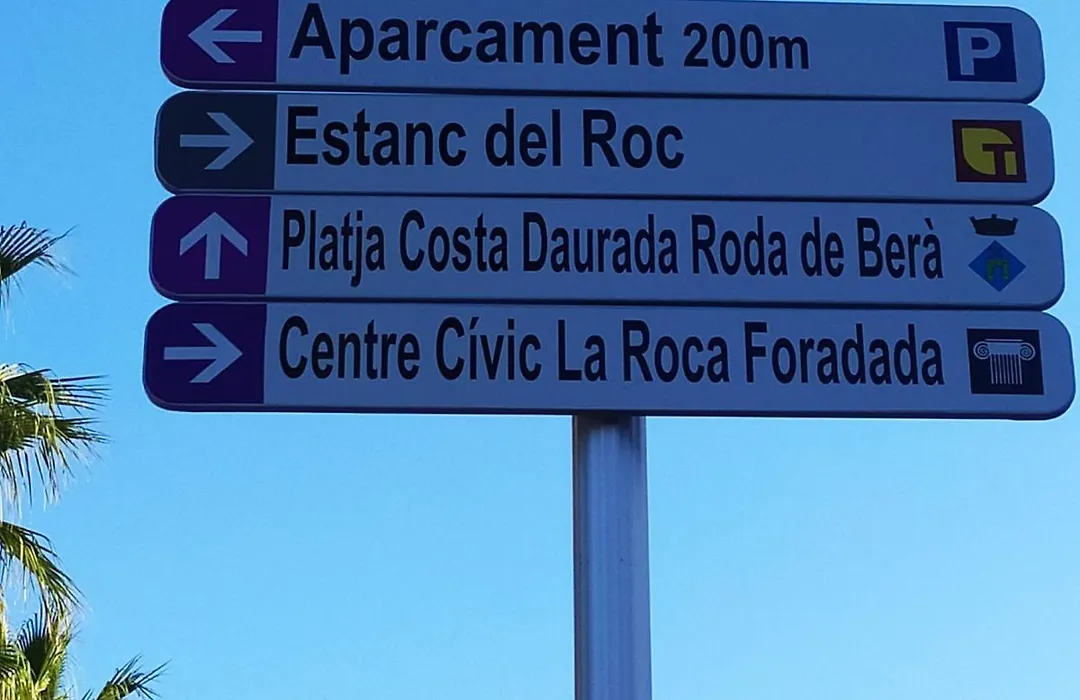 Aparcament 200m P
Estanc del Roc T
Platja Costa Daurada Roda de Berà
Centre Cívic La Roca Foradada